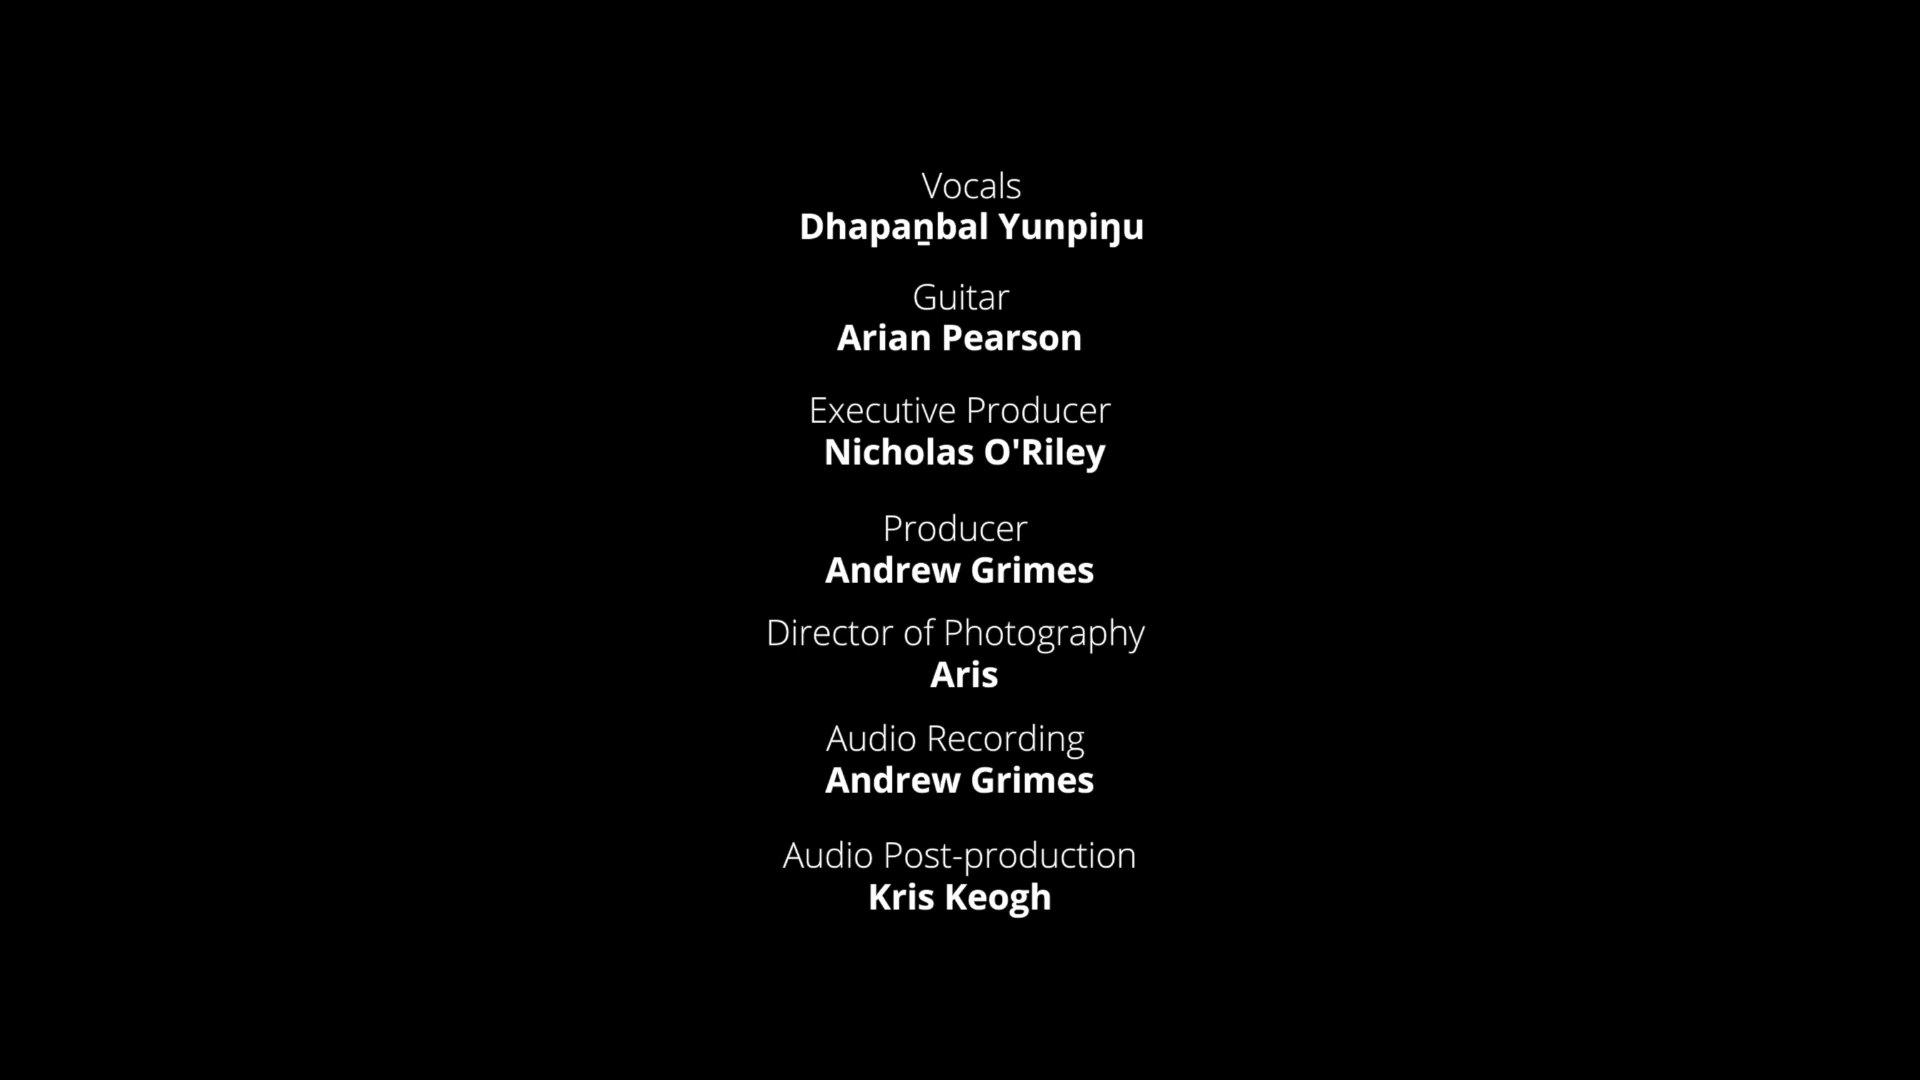 Vocals
Dhapaṉbal Yunpiŋu
Guitar
Arian Pearson
Executive Producer
Nicholas O'Riley
Producer
Andrew Grimes
Director of Photography
Aris
Audio Recording
Andrew Grimes
Audio Post-production
Kris Keogh